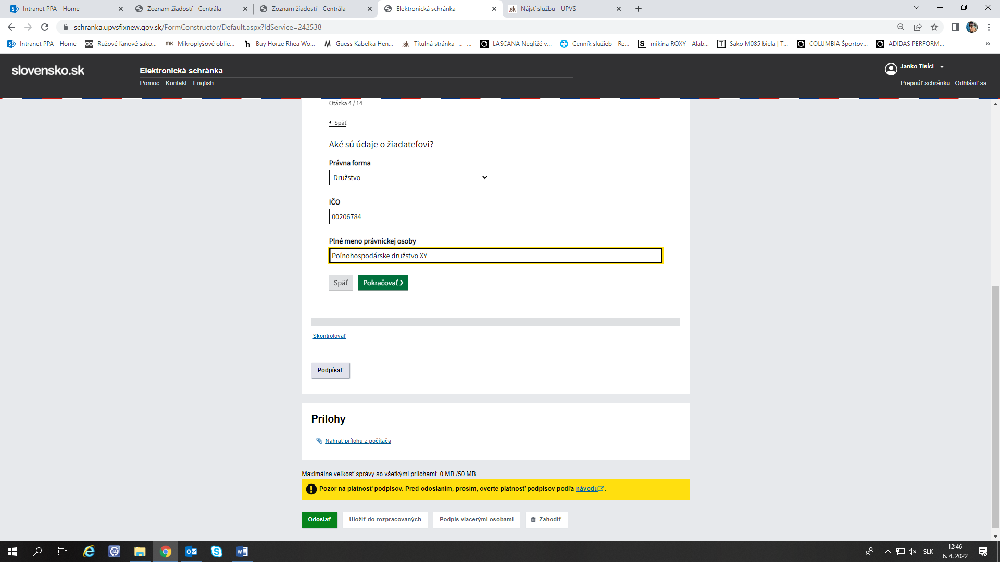 Intranet PPA - Home
Zoznam žiadostí - Centrála
Zoznam žiadostí - Centrála
Elektronická schránka
.sk Nájsť službu - UPVS
schranka.upvsfixnew.gov.sk/FormConstructor/Default.aspx?IdService=242538
Intranet PPA - Home
Ružové ľanové sako...
MK Mikroplyšové oblie...
h Buy Horze Rhea Wo...
M Guess Kabelka Hen...
.sk Titulná stránka -... -...
LASCANA Negližé v...
Cenník služieb - Re...
S mikina ROXY - Alab...
T Sako M085 biela | T...
COLUMBIA Športov...
ADIDAS PERFORM...
»
slovensko.sk
Elektronická schránka
Pomoc Kontakt English
Janko Tisíci
Prepnúť schránku Odhlásiť sa
Otázka 4 / 14
Späť
Aké sú údaje o žiadateľovi?
Právna forma
Družstvo
IČO
00206784
Plné meno právnickej osoby
Poľnohospodárske družstvo XY
Späť Pokračovať
Skontrolovať
Podpísať
Prílohy
Nahrať prílohu z počítača
Maximálna veľkosť správy so všetkými prílohami: 0 MB /50 MB
Pozor na platnosť podpisov. Pred odoslaním, prosím, overte platnosť podpisov podľa návodu.
Odoslať Uložiť do rozpracovaných Podpis viacerými osobami Zahodiť
SLK
12:46
6. 4. 2022